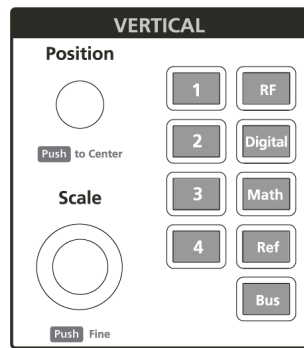 VERTICAL
Position
Push to Center
Scale
Push Fine
1 RF
2 Digital
3 Math
4 Ref
Bus